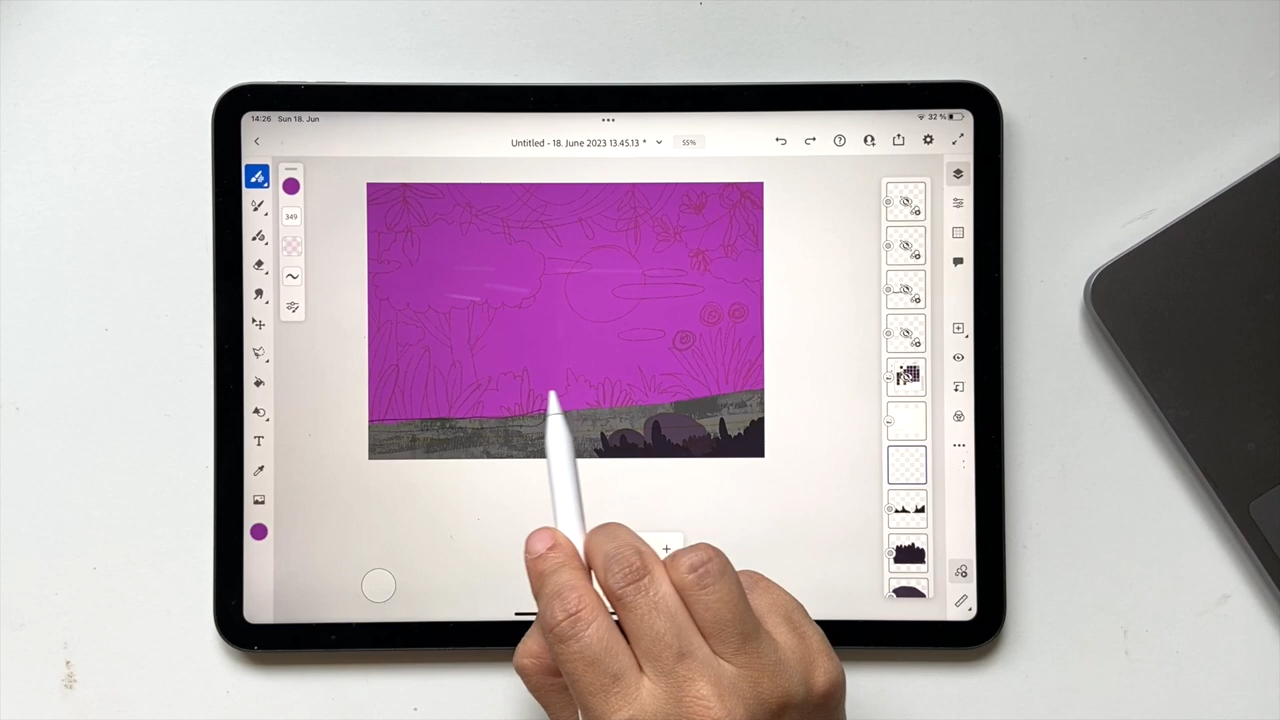 14:26 Sun 18. Jun
32 %
Untitled - 18. June 2023 13.45.13 *
55%
349
T